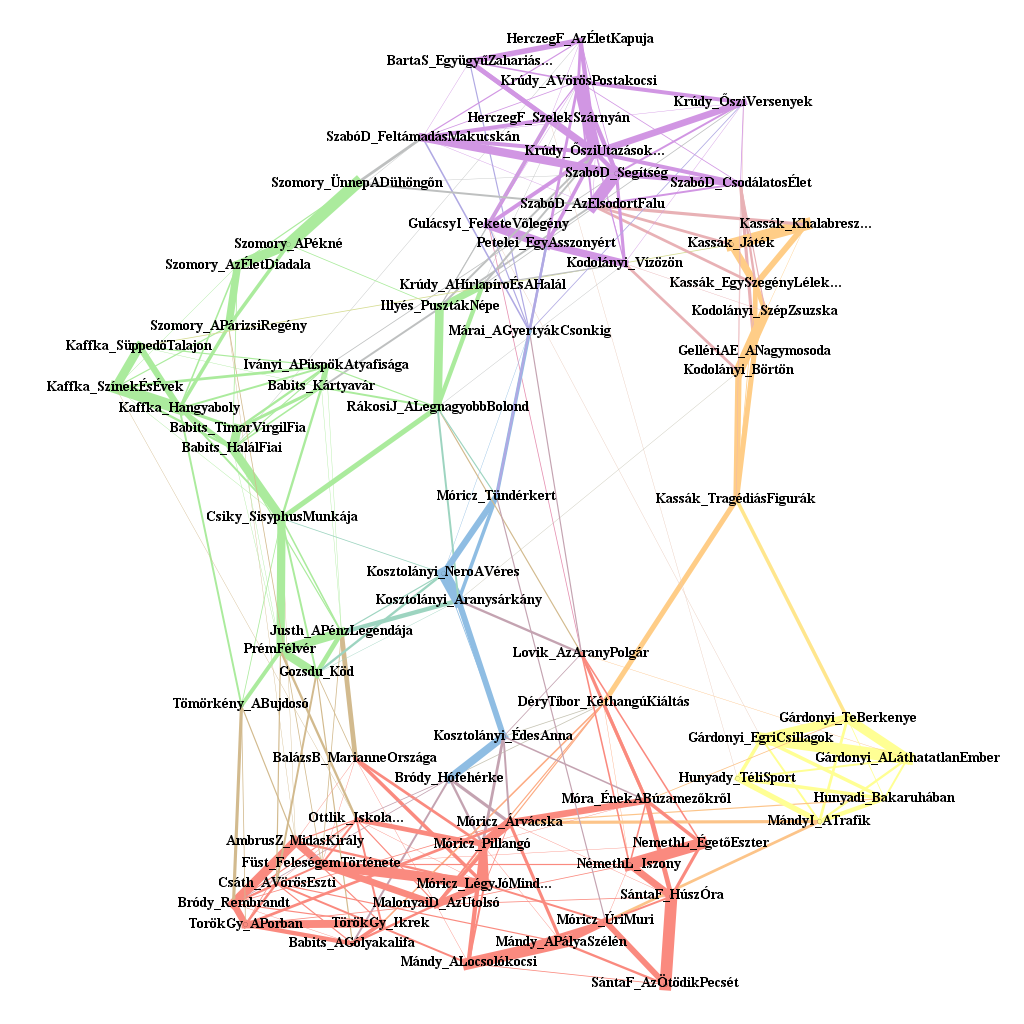 HerczegF_AzÉletKapuja
BartaS_EgyügyűZahariás...
Krúdy_AVörösPostakocsi
Krúdy_ŐsziVersenyek
HerczegF_SzelekSzárnyán
SzabóD_FeltámadásMakucskán
Krúdy_ŐsziUtazások...
SzabóD_Segítség
Szomory_ÜnnepADühöngőn
SzabóD_CsodálatosÉlet
SzabóD_AzElsodortFalu
GulácsyI_FeketeVőlegény
Kassák_Khalabresz...
Szomory_APékné
Petelei_EgyAsszonyért
Kassák_Játék
Szomory_AzÉletDiadala
Kodolányi_Vízözön
Krúdy_AHírlapíróÉsAHalál
Kassák_EgySzegényLélek...
Illyés_PusztákNépe
Kodolányi_SzépZsuzska
Szomory_APárizsiRegény
Márai_AGyertyákCsonkig
Kaffka_SüppedőTalajon
GellériAE_ANagymosoda
Iványi_APüspökAtyafisága
Kodolányi_Börtön
Kaffka_SzínekÉsÉvek
Babits_Kártyavár
Kaffka_Hangyaboly
RákosiJ_ALegnagyobbBolond
Babits_TimarVirgilFia
Babits_HalálFiai
Móricz_Tündérkert
Kassák_TragédiásFigurák
Csiky_SisyphusMunkája
Kosztolányi_NeroAVéres
Kosztolányi_Aranysárkány
Justh_APénzLegendája
PrémFélvér
Lovik_AzAranyPolgár
Gozsdu_Köd
Tömörkény_ABujdosó
DéryTibor_KéthangúKiáltás
Gárdonyi_TeBerkenye
Kosztolányi_ÉdesAnna
Gárdonyi_EgriCsillagok
BalázsB_MarianneOrszága
Gárdonyi_ALáthatatlanEmber
Bródy_Hófehérke
Hunyady_TéliSport
Móra_ÉnekABúzamezőkről
Hunyadi_Bakaruhában
Ottlik_Iskola...
Móricz_Árvácska
MándyI_ATrafik
AmbrusZ_MidasKirály
Móricz_Pillangó
NemethL_ÉgetőEszter
Füst_FeleségemTörténete
NémethL_Iszony
Csáth_AVörösEszti
Móricz_LégyJóMind...
SántaF_HúszÓra
Bródy_Rembrandt
MalonyaiD_AzUtolsó
TorökGy_APorban
TörökGy_Ikrek
Móricz_ÚriMuri
Babits_AGólyakalifa
Mándy_APályaSzélén
Mándy_ALocsolókocsi
SántaF_AzÖtödikPecsét